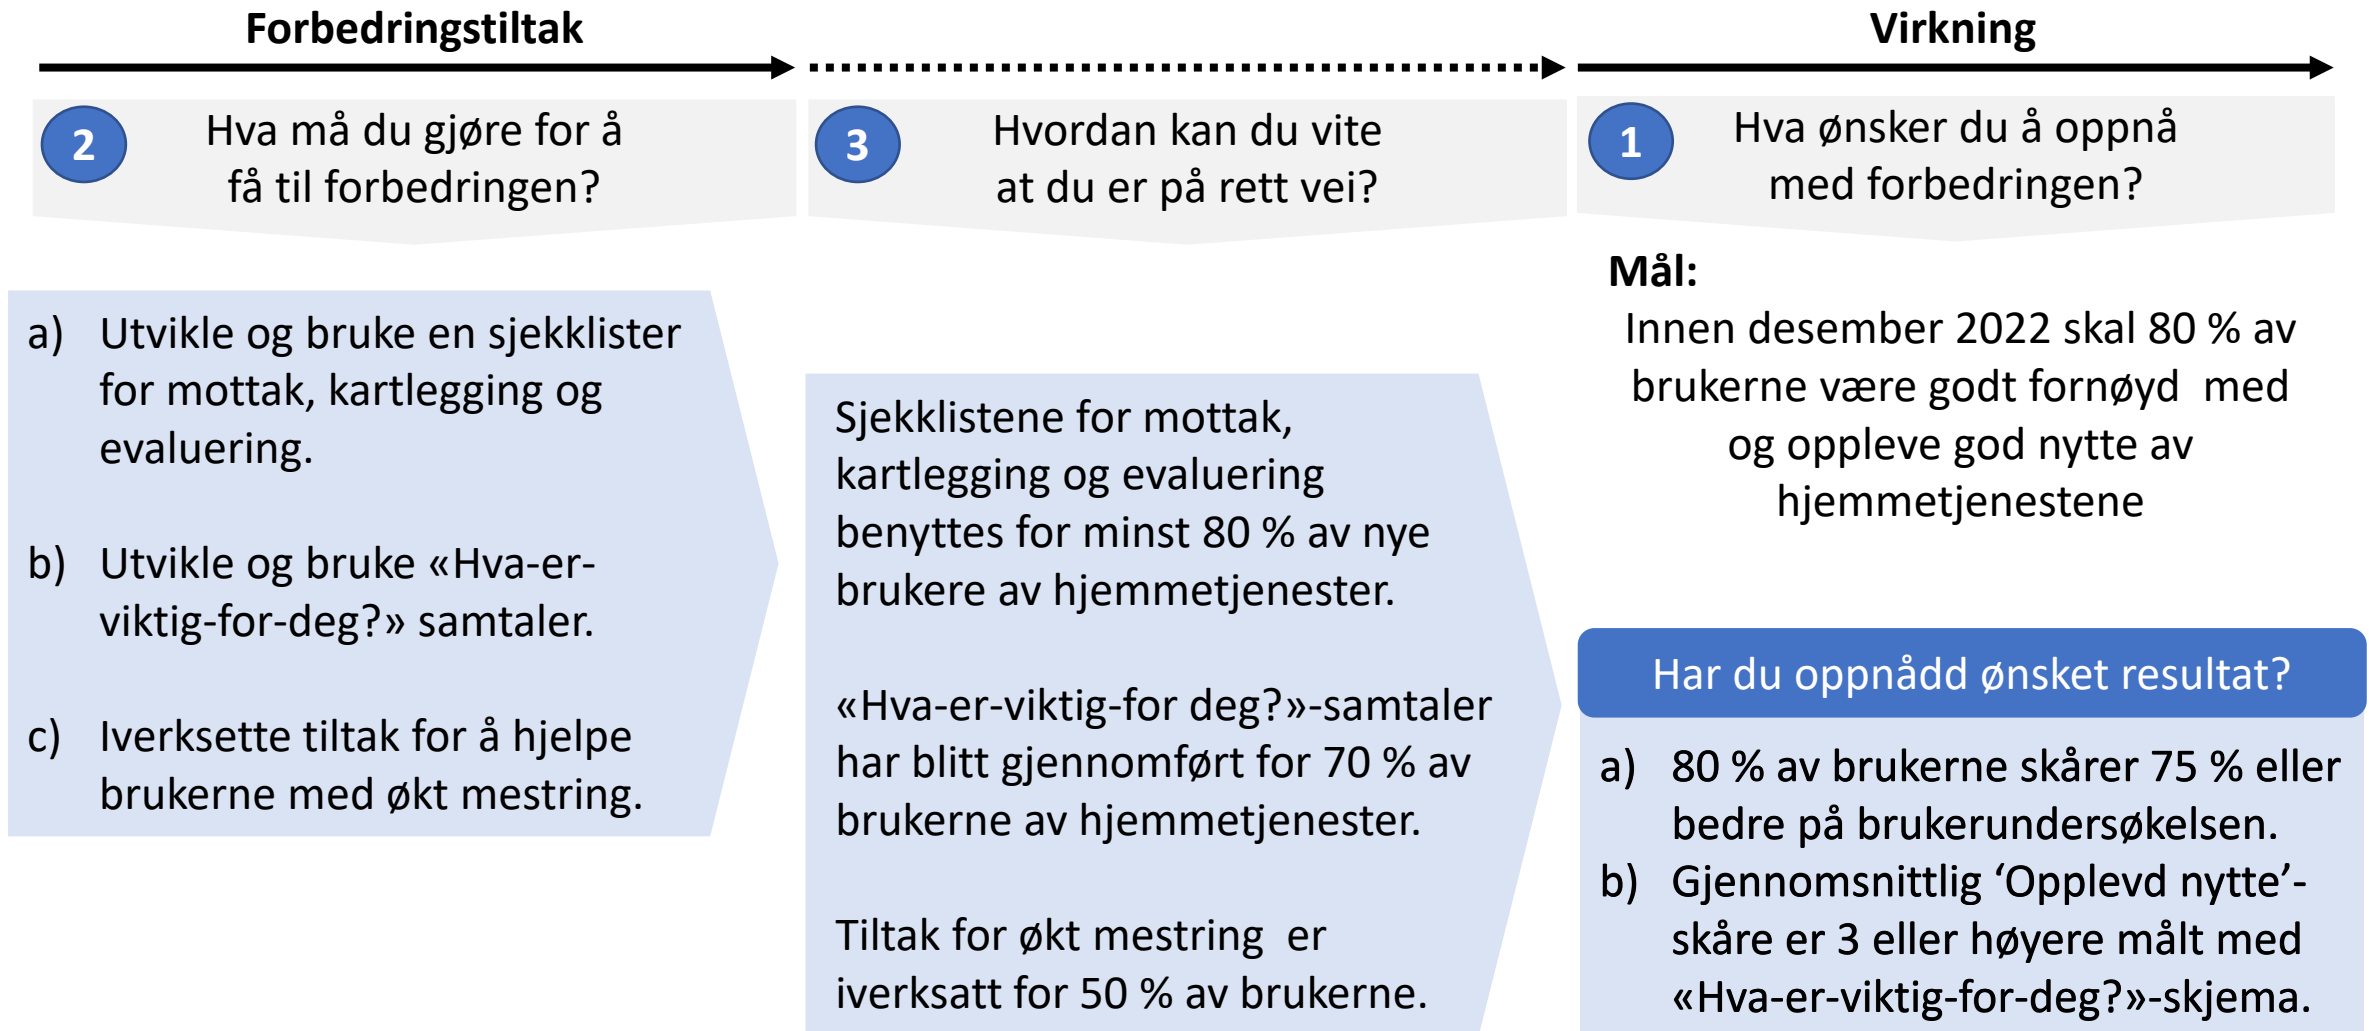 Forbedringstiltak
Virkning
2
Hva må du gjøre for å
få til forbedringen?
3
Hvordan kan du vite
at du er på rett vei?
1
Hva ønsker du å oppnå
med forbedringen?
a) Utvikle og bruke en sjekklister
for mottak, kartlegging og
evaluering.
b) Utvikle og bruke «Hva-er-
viktig-for-deg?» samtaler.
c) Iverksette tiltak for å hjelpe
brukerne med økt mestring.
Sjekklistene for mottak,
kartlegging og evaluering
benyttes for minst 80 % av nye
brukere av hjemmetjenester.
«Hva-er-viktig-for deg?»-samtaler
har blitt gjennomført for 70 % av
brukerne av hjemmetjenester.
Tiltak for økt mestring er
iverksatt for 50 % av brukerne.
Mål:
Innen desember 2022 skal 80 % av
brukerne være godt fornøyd med
og oppleve god nytte av
hjemmetjenestene
Har du oppnådd ønsket resultat?
a) 80 % av brukerne skårer 75 % eller
bedre på brukerundersøkelsen.
b) Gjennomsnittlig ‘Opplevd nytte’-
skåre er 3 eller høyere målt med
«Hva-er-viktig-for-deg?»-skjema.